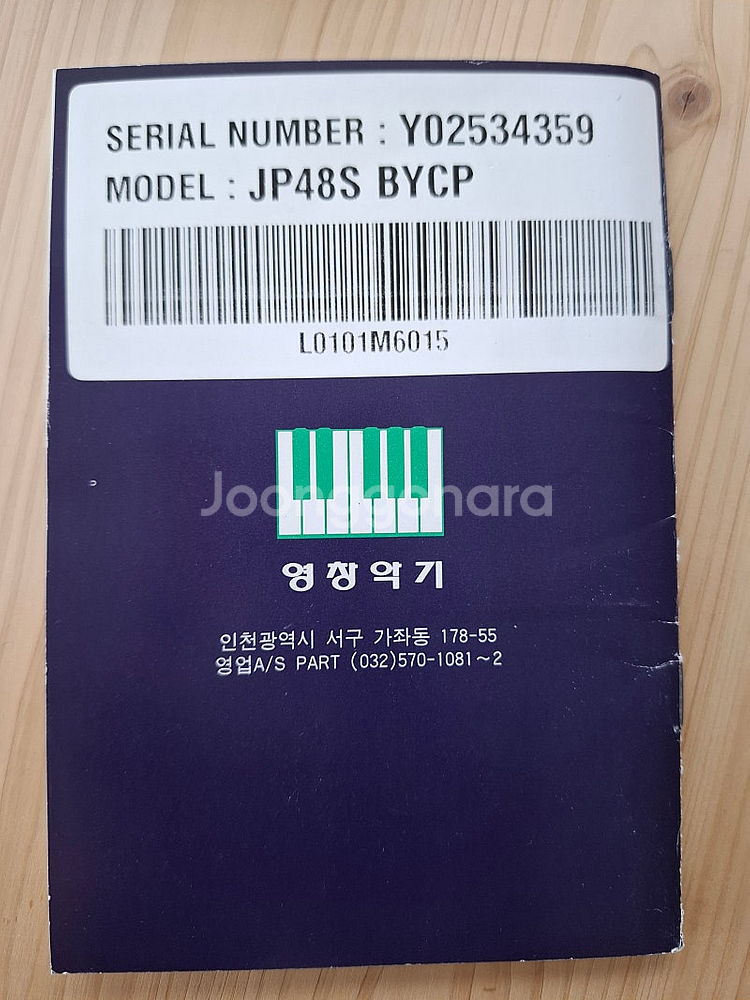 SERIAL NUMBER : Y02534359
MODEL : JP48S BYCP
L0101M6015
Joonggonara
영창악기
인천광역시 서구 가좌동 178-55
영업A/S PART (032)570-1081~2